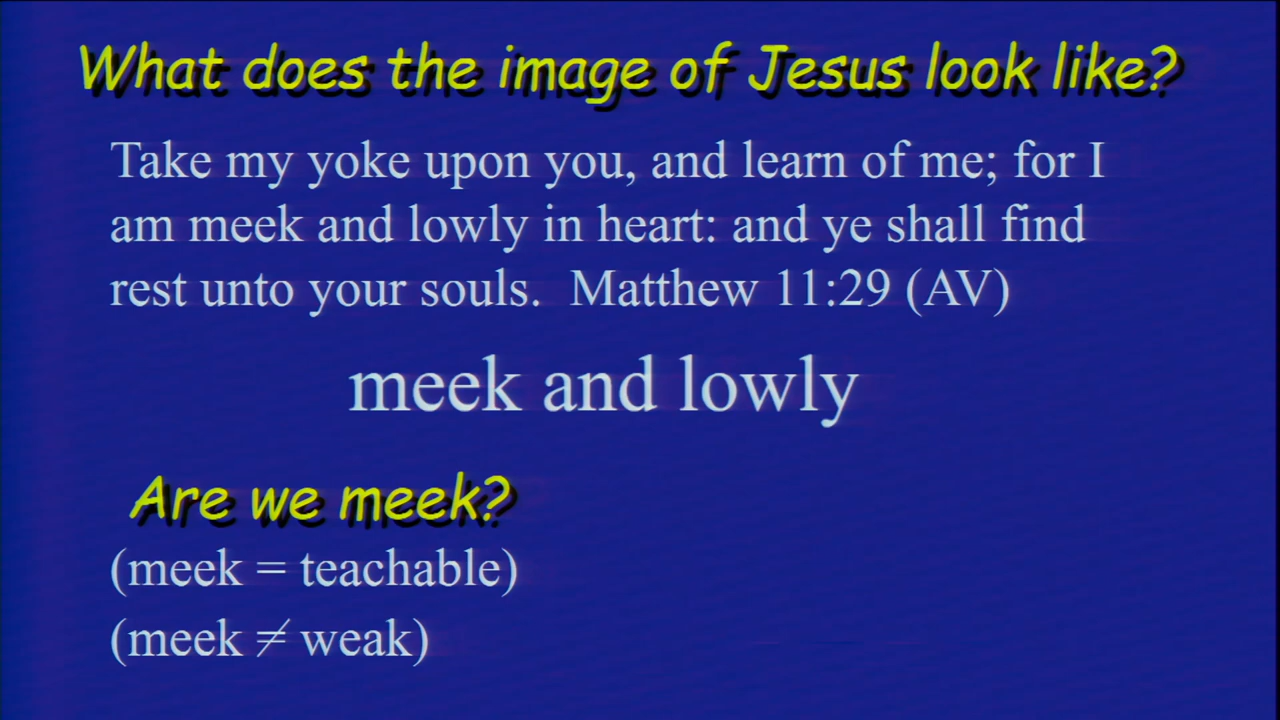 What does the image of Jesus look like?
Take my yoke upon you, and learn of me; for I
am meek and lowly in heart: and ye shall find
rest unto your souls.  Matthew 11:29 (AV)
meek and lowly
Are we meek?
(meek = teachable)
(meek ≠ weak)